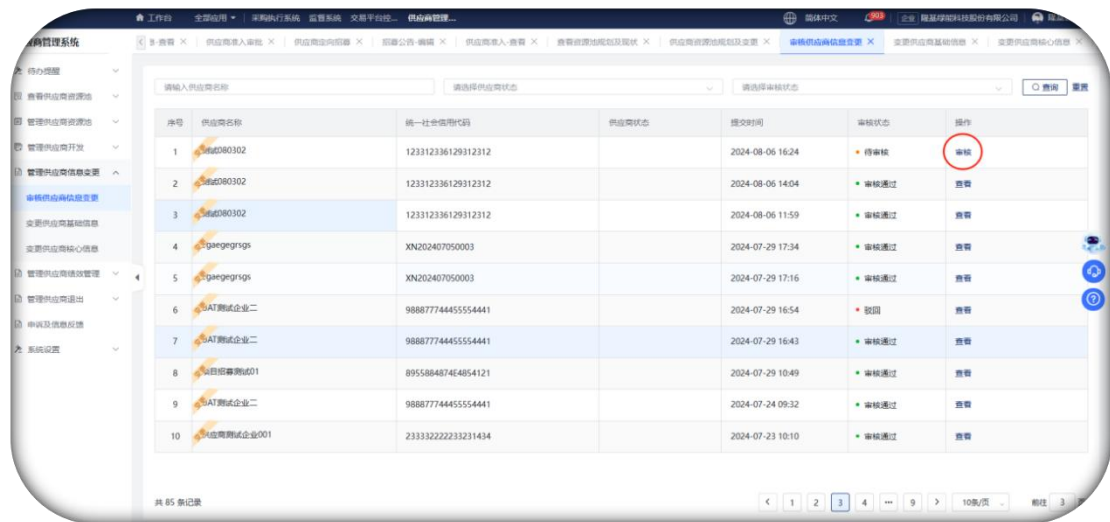 工作台 全部应用 采购执行系统 监管系统 交易平台控... 供应商管理... 简体中文 企业 隆基绿能科技股份有限公司
商管理系统 供应商准入审批 供应商定向招募 招募公告-编辑 供应商准入-查看 查看资源池规划及现状 供应商资源池规划及变更 审核供应商信息变更 变更供应商基础信息 变更供应商核心信息
待办提醒
查看供应商资源池
管理供应商资源池
管理供应商开发
管理供应商信息变更
审核供应商信息变更
变更供应商基础信息
变更供应商核心信息
管理供应商绩效管理
管理供应商退出
申诉及信息反馈
系统设置
请输入供应商名称 请选择供应商状态 请选择审核状态 查询 重置
序号 供应商名称 统一社会信用代码 供应商状态 提交时间 审核状态 操作
1 测试080302 123312336129312312 2024-08-06 16:24 待审核 审核
2 测试080302 123312336129312312 2024-08-06 14:04 审核通过 查看
3 测试080302 123312336129312312 2024-08-06 11:59 审核通过 查看
4 gaegegrsgs XN202407050003 2024-07-29 17:34 审核通过 查看
5 gaegegrsgs XN202407050003 2024-07-29 17:16 审核通过 查看
6 UAT测试企业二 988877744455554441 2024-07-29 16:54 驳回 查看
7 UAT测试企业二 988877744455554441 2024-07-29 16:43 审核通过 查看
8 项目招募测试01 8955884874E4854121 2024-07-29 10:49 审核通过 查看
9 UAT测试企业二 988877744455554441 2024-07-24 09:32 审核通过 查看
10 供应商测试企业001 233332222233231434 2024-07-23 10:10 审核通过 查看
共 85 条记录 1 2 3 4 ••• 9 10条/页 前往 3